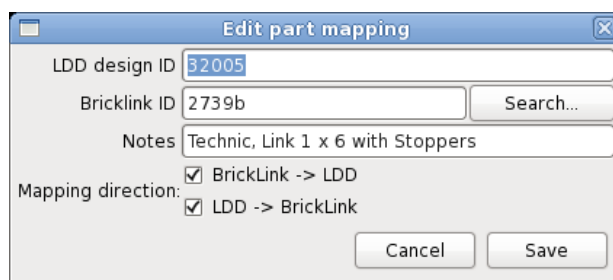 Edit part mapping
LDD design ID 32005
Bricklink ID 2739b Search...
Notes Technic, Link 1 x 6 with Stoppers
Mapping direction:
BrickLink -> LDD
LDD -> BrickLink
Cancel Save